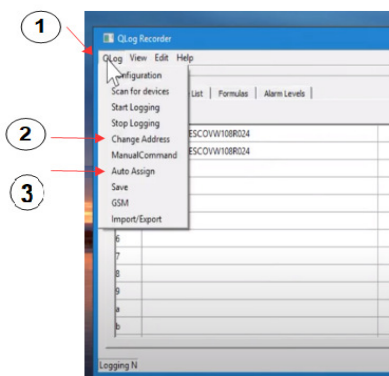 1
QLog Recorder
QLog View Edit Help
Configuration
Scan for devices
List Formulas Alarm Levels
Start Logging
Stop Logging
2
Change Address
ESCOVW108R024
ManualCommand
ESCOVW108R024
3
Auto Assign
Save
GSM
Import/Export
6
7
8
9
a
b
Logging N